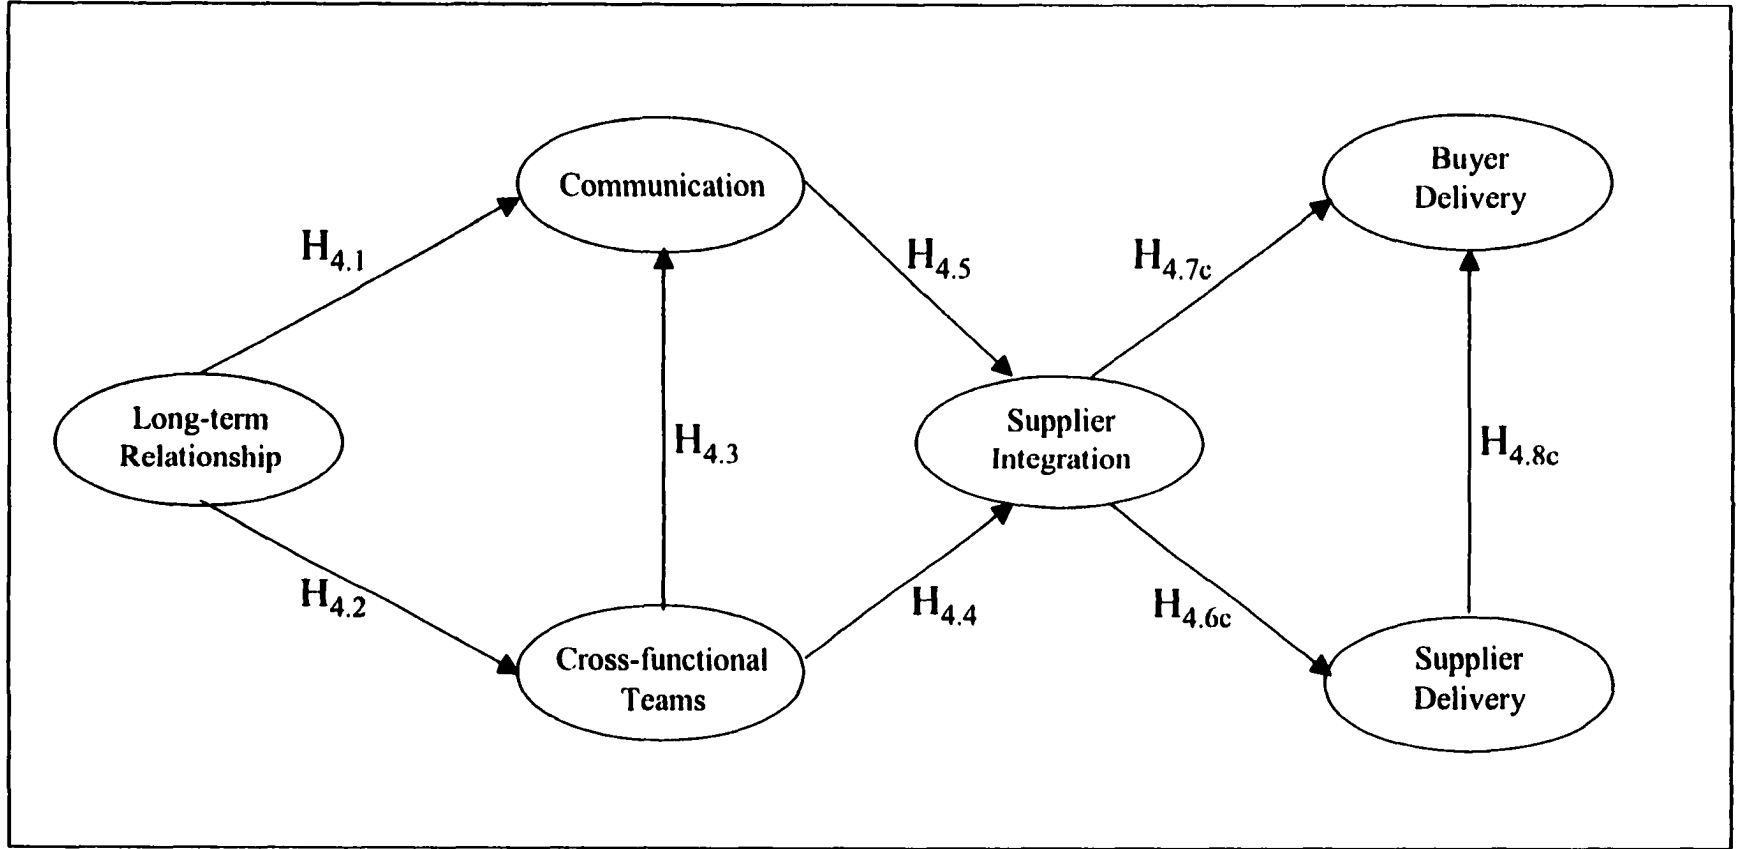 Communication
Buyer
Delivery
H4.1
H4.5
H4.7c
Long-term
Relationship
H4.3
Supplier
Integration
H4.8c
H4.2
H4.4
H4.6c
Cross-functional
Teams
Supplier
Delivery